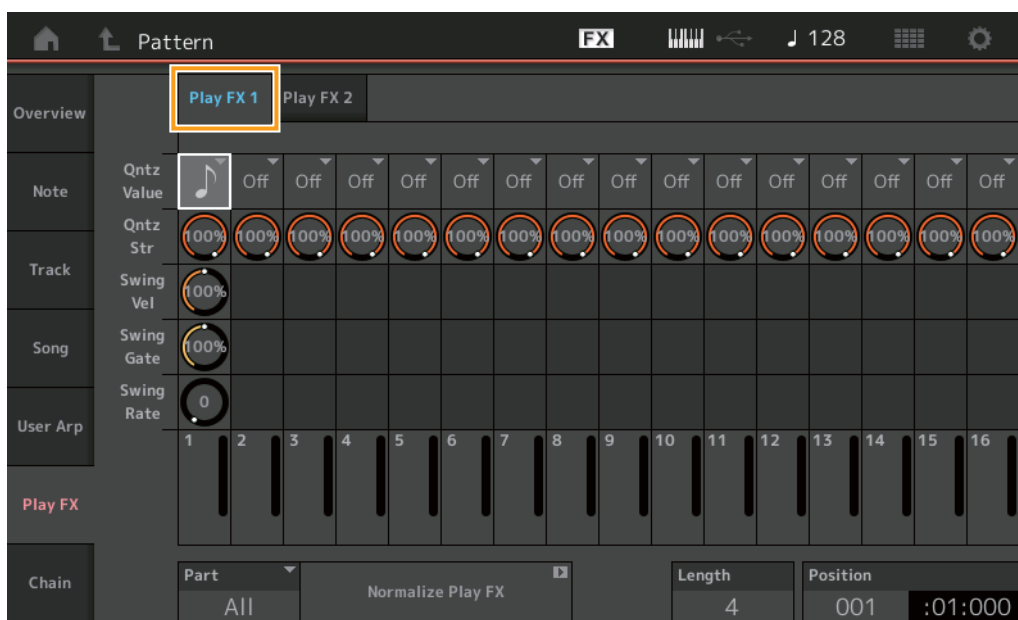 Pattern FX 128
Play FX 1 Play FX 2
Overview
Note
Track
Song
User Arp
Play FX
Chain
Qntz Value Off Off Off Off Off Off Off Off Off Off Off Off Off Off Off
Qntz Str 100% 100% 100% 100% 100% 100% 100% 100% 100% 100% 100% 100% 100% 100% 100% 100%
Swing Vel 100%
Swing Gate 100%
Swing Rate 0
1 2 3 4 5 6 7 8 9 10 11 12 13 14 15 16
Part Normalize Play FX Length Position
All 4 001 :01:000